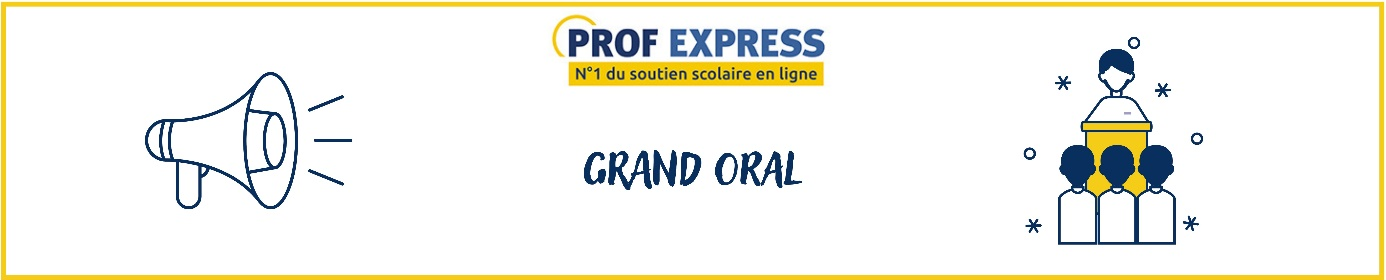 PROF EXPRESS
N°1 du soutien scolaire en ligne
GRAND ORAL